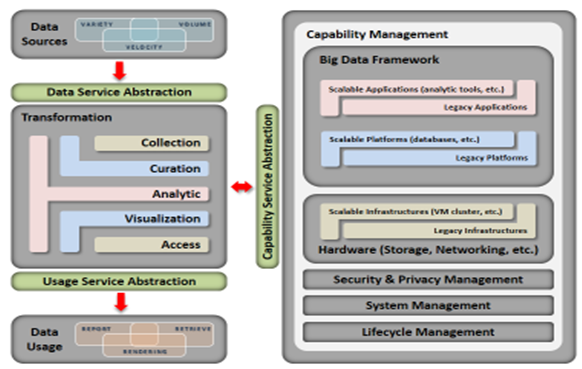 Data
Sources
VARIETY
VOLUME
VELOCITY
Data Service Abstraction
Transformation
Collection
Curation
Analytic
Visualization
Access
Usage Service Abstraction
Data
Usage
REPORT
RETRIEVE
RENDERING
Capability Service Abstraction
Capability Management
Big Data Framework
Scalable Applications (analytic tools, etc.)
Legacy Applications
Scalable Platforms (databases, etc.)
Legacy Platforms
Scalable Infrastructures (VM cluster, etc.)
Legacy Infrastructures
Hardware (Storage, Networking, etc.)
Security & Privacy Management
System Management
Lifecycle Management